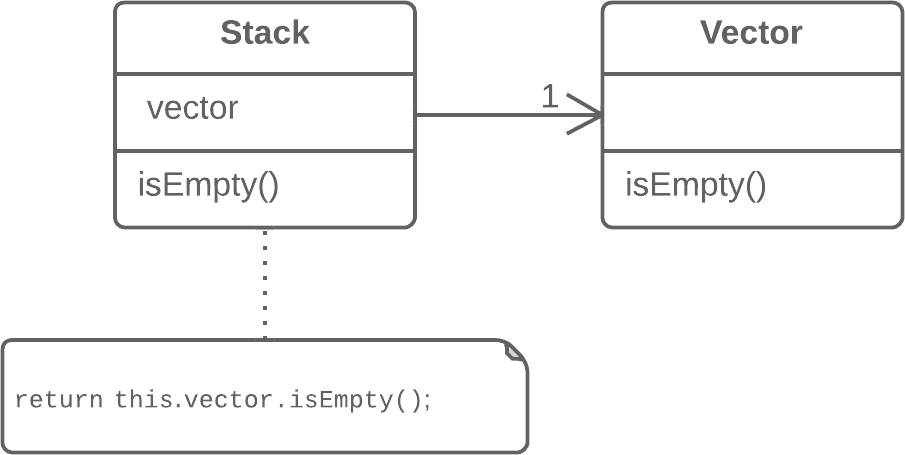 Stack
vector
isEmpty()
1
Vector
isEmpty()
return this.vector.isEmpty();